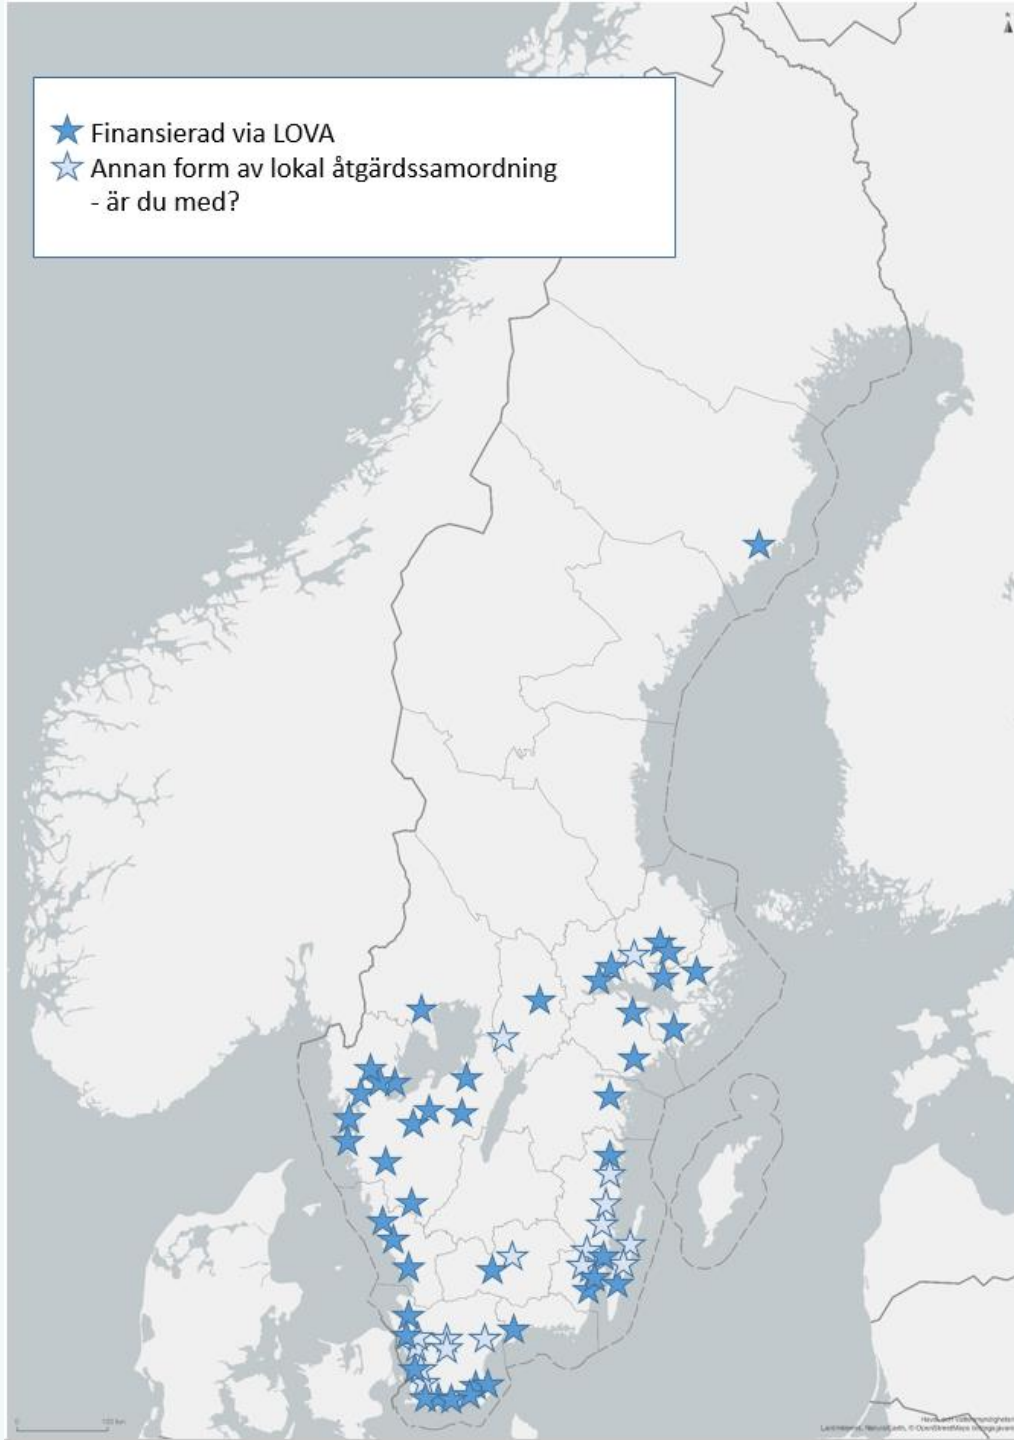 Finansierad via LOVA
Annan form av lokal åtgärdssamordning
- är du med?